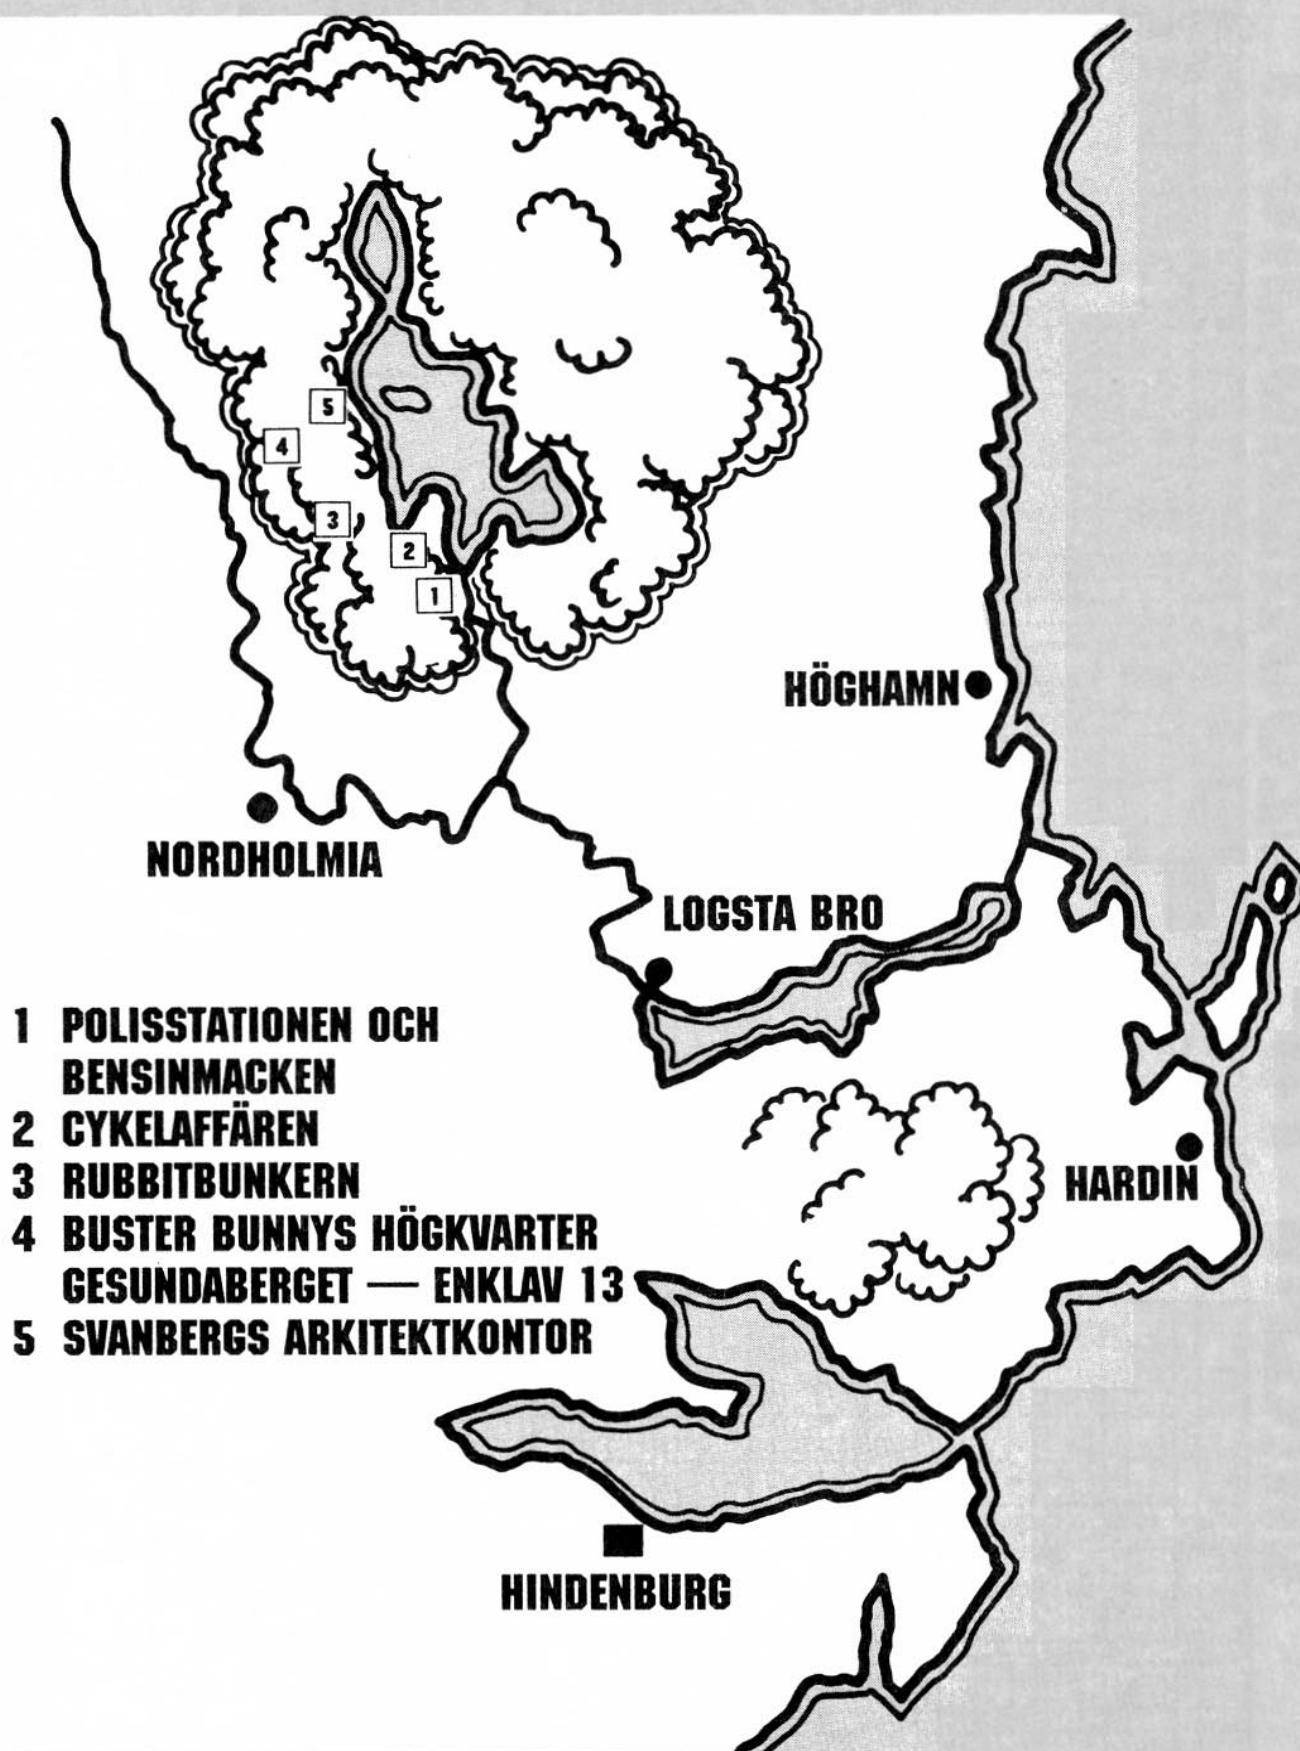 5
4
3
2
1
HÖGHAMN
NORDHOLMIA
LOGSTA BRO
1 POLISSTATIONEN OCH
BENSINMACKEN
2 CYKELAFFÄREN
3 RUBBITBUNKERN
4 BUSTER BUNNYS HÖGKVARTER
GESUNDABERGET — ENKLAV 13
5 SVANBERGS ARKITEKTKONTOR
HARDIN
HINDENBURG